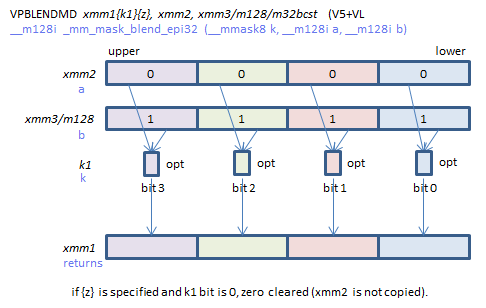 VPBLENDMD xmm1{k1}{z}, xmm2, xmm3/m128/m32bcst (V5+VL
__m128i _mm_mask_blend_epi32 (__mmask8 k, __m128i a, __m128i b)
upper lower
xmm2 0 0 0 0
a
xmm3/m128 1 1 1 1
b
k1 opt opt opt opt
k
bit 3 bit 2 bit 1 bit 0
xmm1
returns
if {z} is specified and k1 bit is 0, zero cleared (xmm2 is not copied).